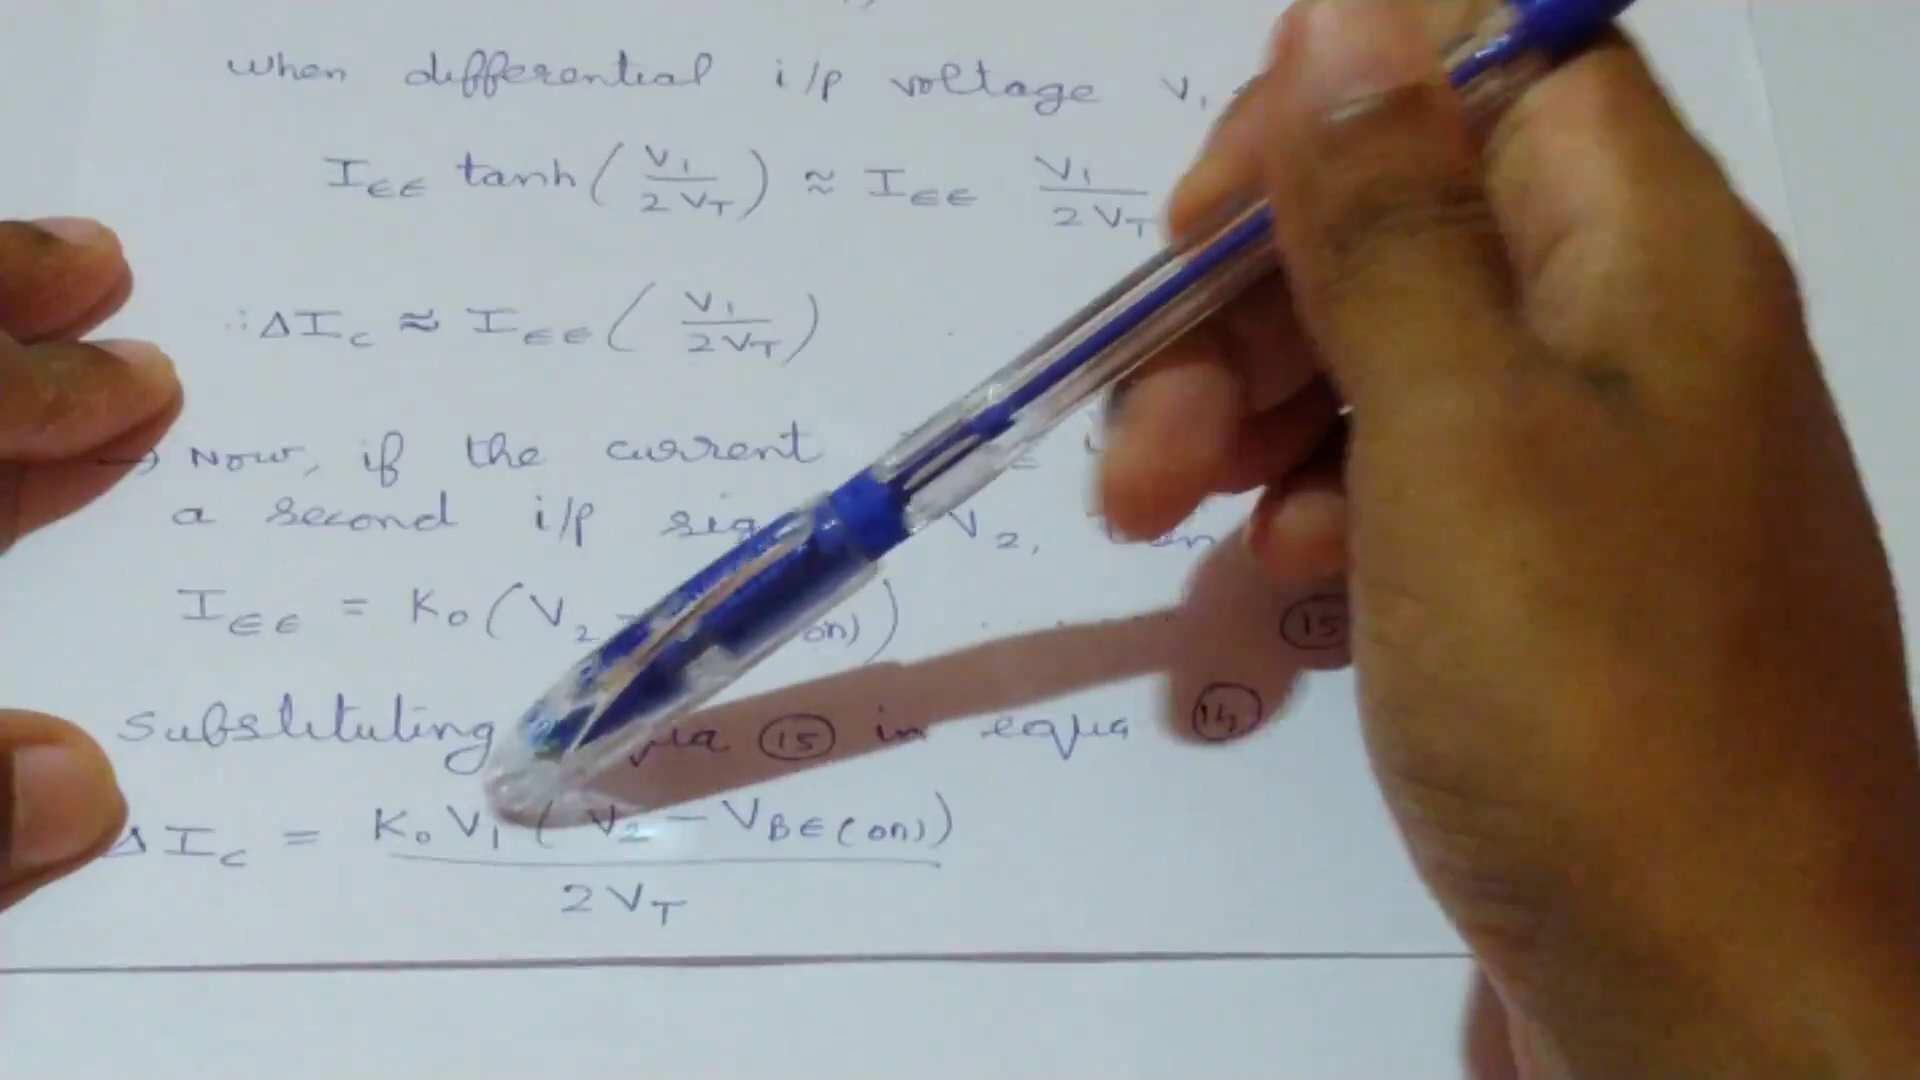 when differential i/p voltage V₁
I_EE tanh(V₁/2V_T) ≈ I_EE V₁/2V_T
∴ ΔI_C ≈ I_EE (V₁/2V_T)
→ Now, if the current
a second i/p V₂,
I_EE = K₀(V₂ on)) 15
Substituting 15 in equa 14
ΔI_C = K₀V₁(V₂ - V_BE(on))/2V_T